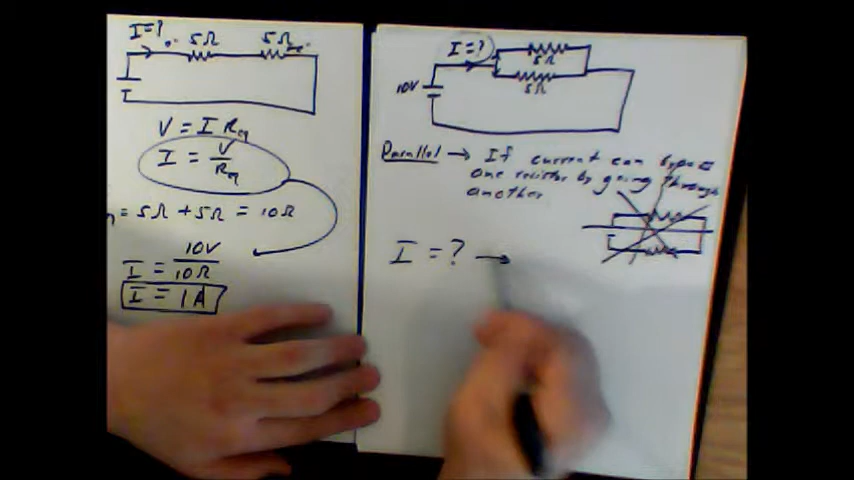 I=?
5Ω 5Ω
V = I Req
I = V/Req
= 5Ω + 5Ω = 10Ω
I = 10V/10Ω
I = 1A
I=?
5Ω
10V
5Ω
Parallel → If current can bypass
one resistor by going through
another
I = ? →